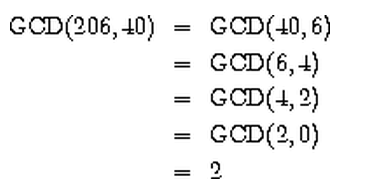 GCD(206, 40) = GCD(40, 6)
= GCD(6, 4)
= GCD(4, 2)
= GCD(2, 0)
= 2